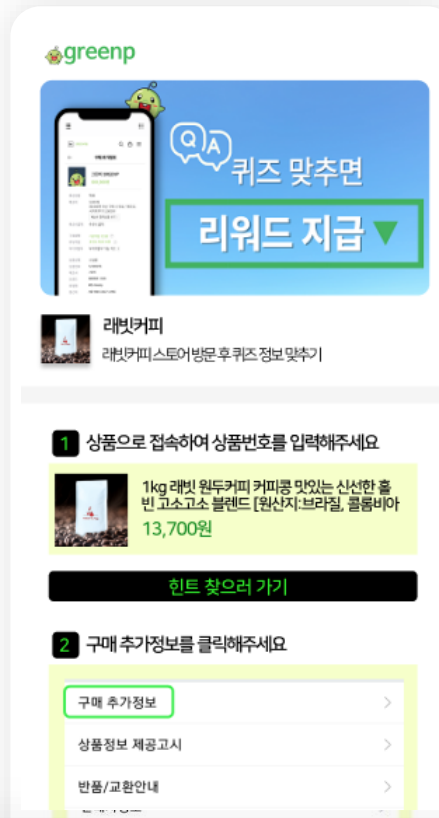 greenp
Q A
퀴즈 맞추면
리워드 지급 ▼
래빗커피
래빗커피 스토어 방문 후 퀴즈 정보 맞추기
1 상품으로 접속하여 상품번호를 입력해주세요
1kg 래빗 원두커피 커피콩 맛있는 신선한 홀
빈 고소고소 블렌드 [원산지:브라질, 콜롬비아
13,700원
힌트 찾으러 가기
2 구매 추가정보를 클릭해주세요
구매 추가정보
상품정보 제공고시
반품/교환안내